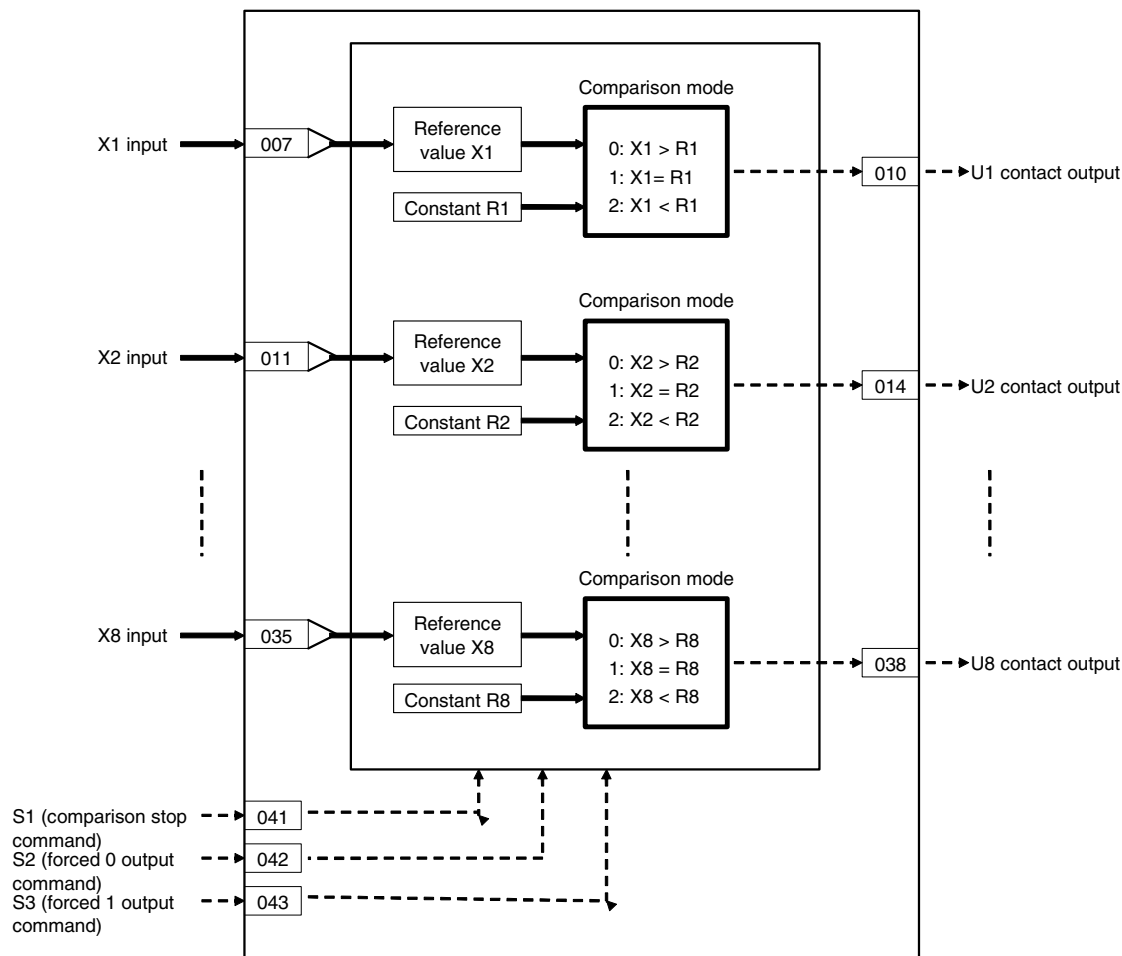 Comparison mode
X1 input
007
Reference
value X1
Constant R1
0: X1 > R1
1: X1= R1
2: X1 < R1
010
U1 contact output
Comparison mode
X2 input
011
Reference
value X2
Constant R2
0: X2 > R2
1: X2 = R2
2: X2 < R2
014
U2 contact output
Comparison mode
X8 input
035
Reference
value X8
Constant R8
0: X8 > R8
1: X8 = R8
2: X8 < R8
038
U8 contact output
S1 (comparison stop
command)
041
S2 (forced 0 output
command)
042
S3 (forced 1 output
command)
043